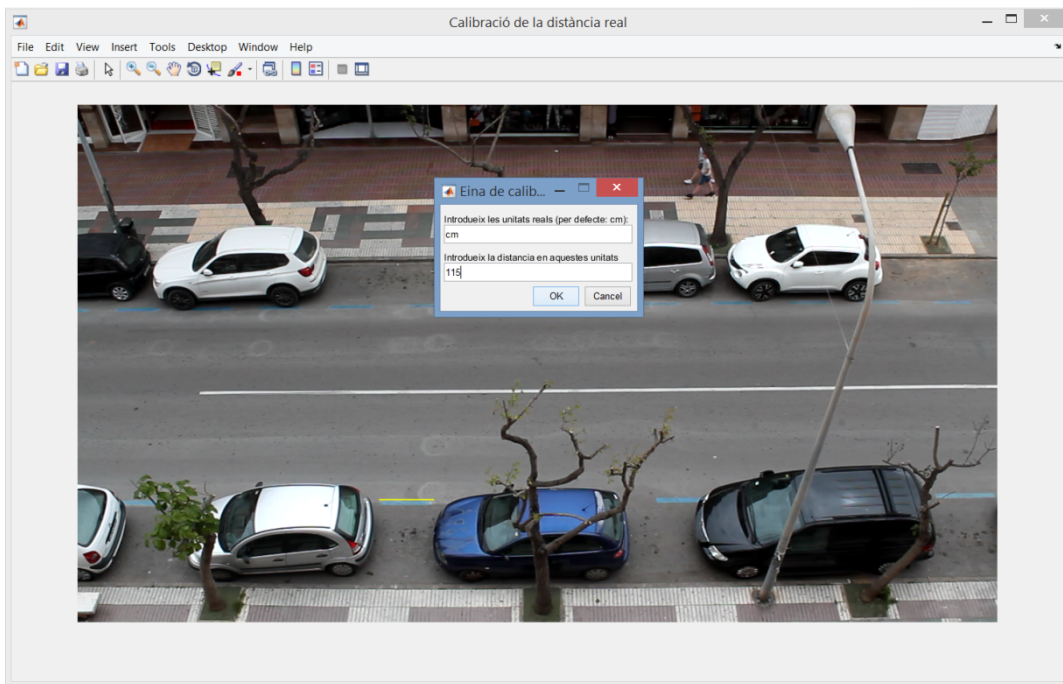 Calibració de la distància real
File Edit View Insert Tools Desktop Window Help
Eina de calib...
Introdueix les unitats reals (per defecte: cm):
cm
Introdueix la distancia en aquestes unitats
115
OK Cancel